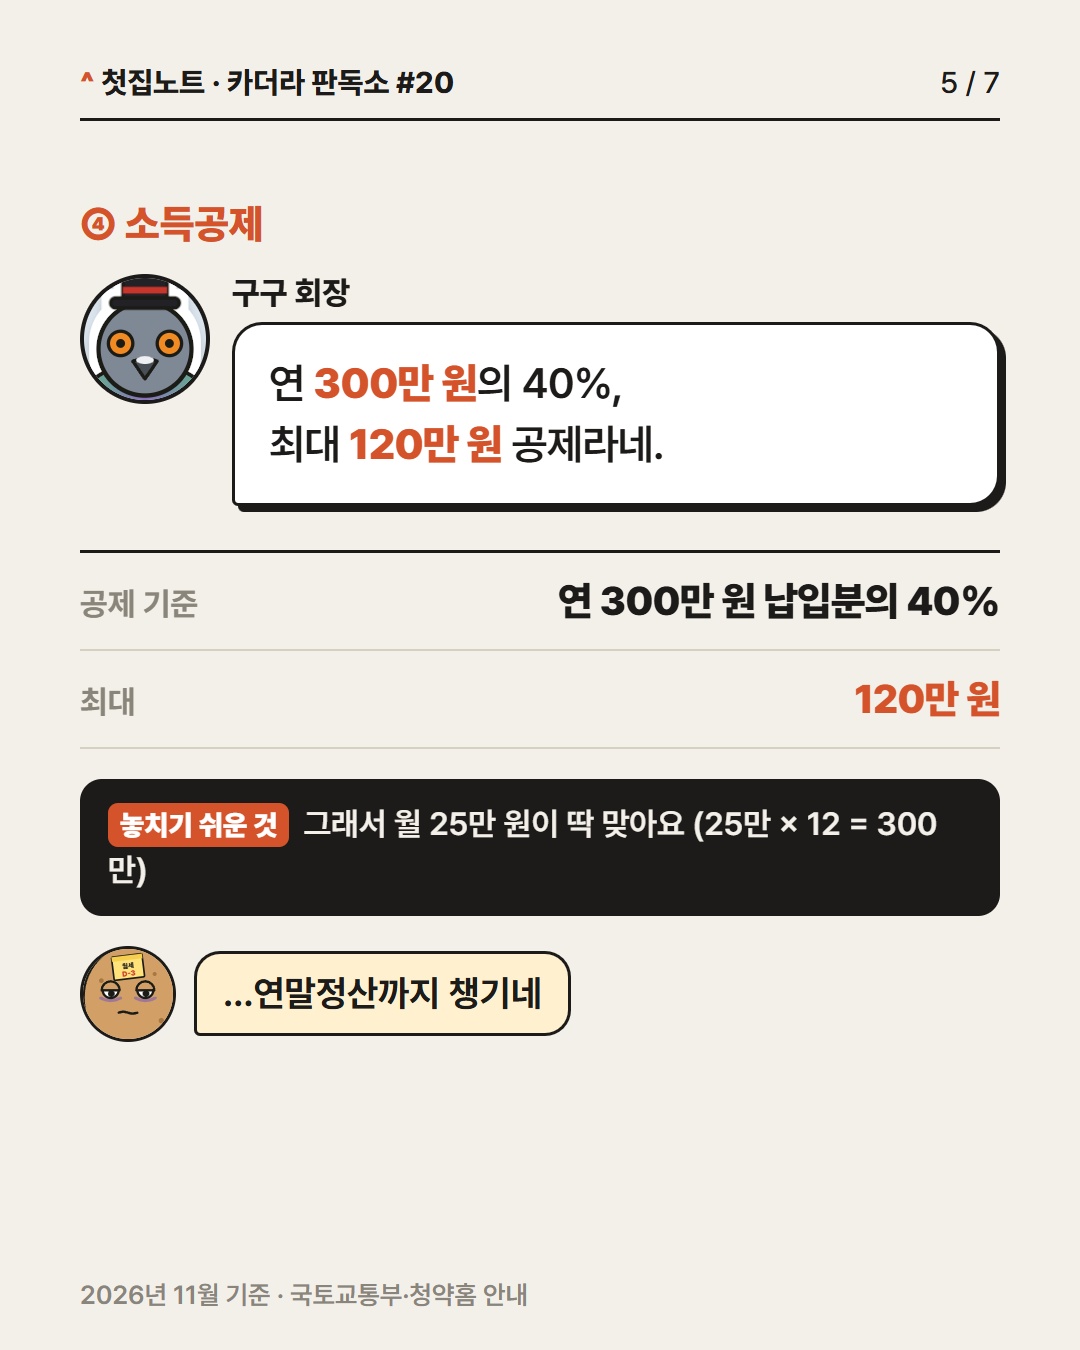 ^ 첫집노트 · 카더라 판독소 #20
5 / 7
④ 소득공제
구구 회장
연 300만 원의 40%,
최대 120만 원 공제라네.
공제 기준
연 300만 원 납입분의 40%
최대
120만 원
놓치기 쉬운 것 그래서 월 25만 원이 딱 맞아요 (25만 × 12 = 300
만)
월세
D-3
...연말정산까지 챙기네
2026년 11월 기준 · 국토교통부·청약홈 안내